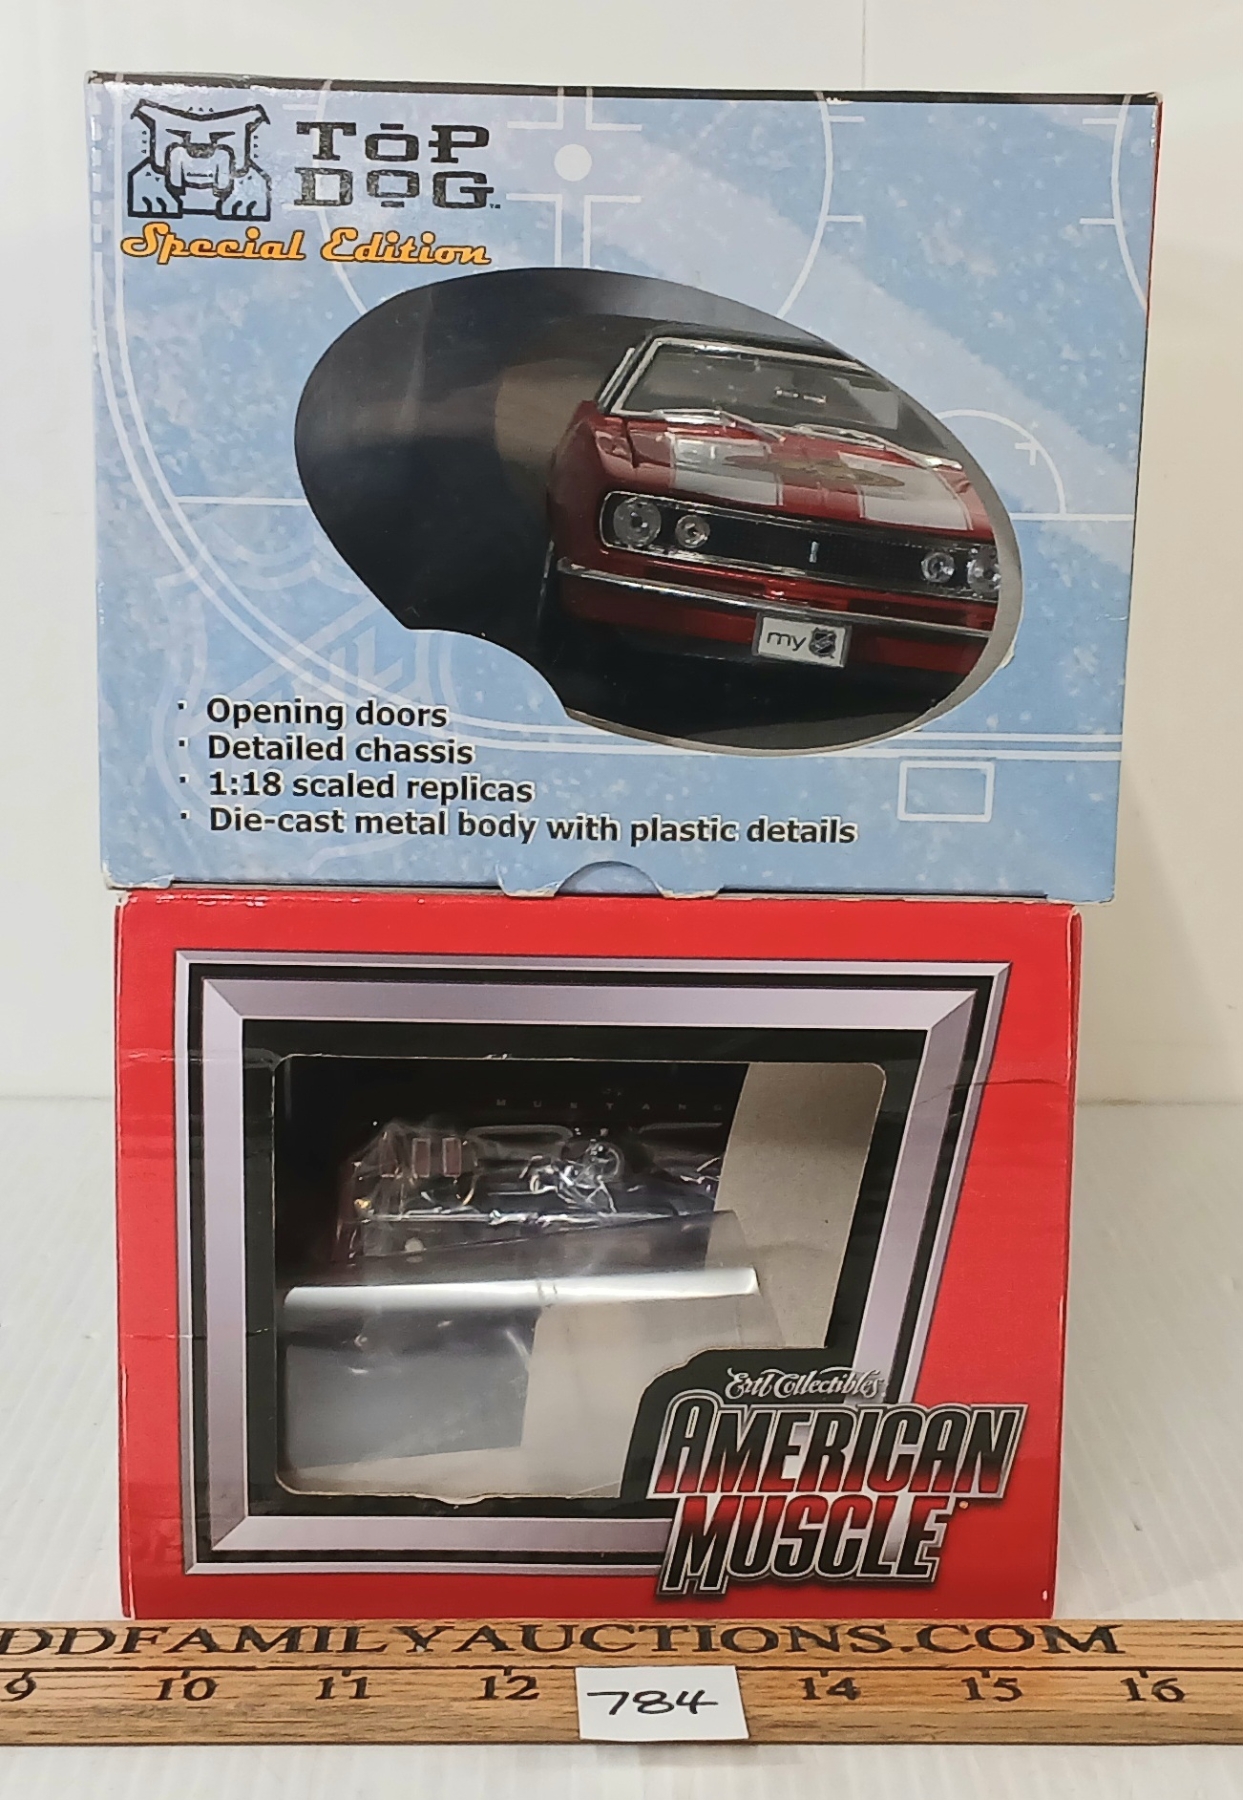 TOP
DOG™
Special Edition
my
· Opening doors
· Detailed chassis
· 1:18 scaled replicas
· Die-cast metal body with plastic details
MUSTANG
Ertl Collectibles
AMERICAN
MUSCLE®
DDFAMILYAUCTIONS.COM
9 10 11 12 14 15 16
784